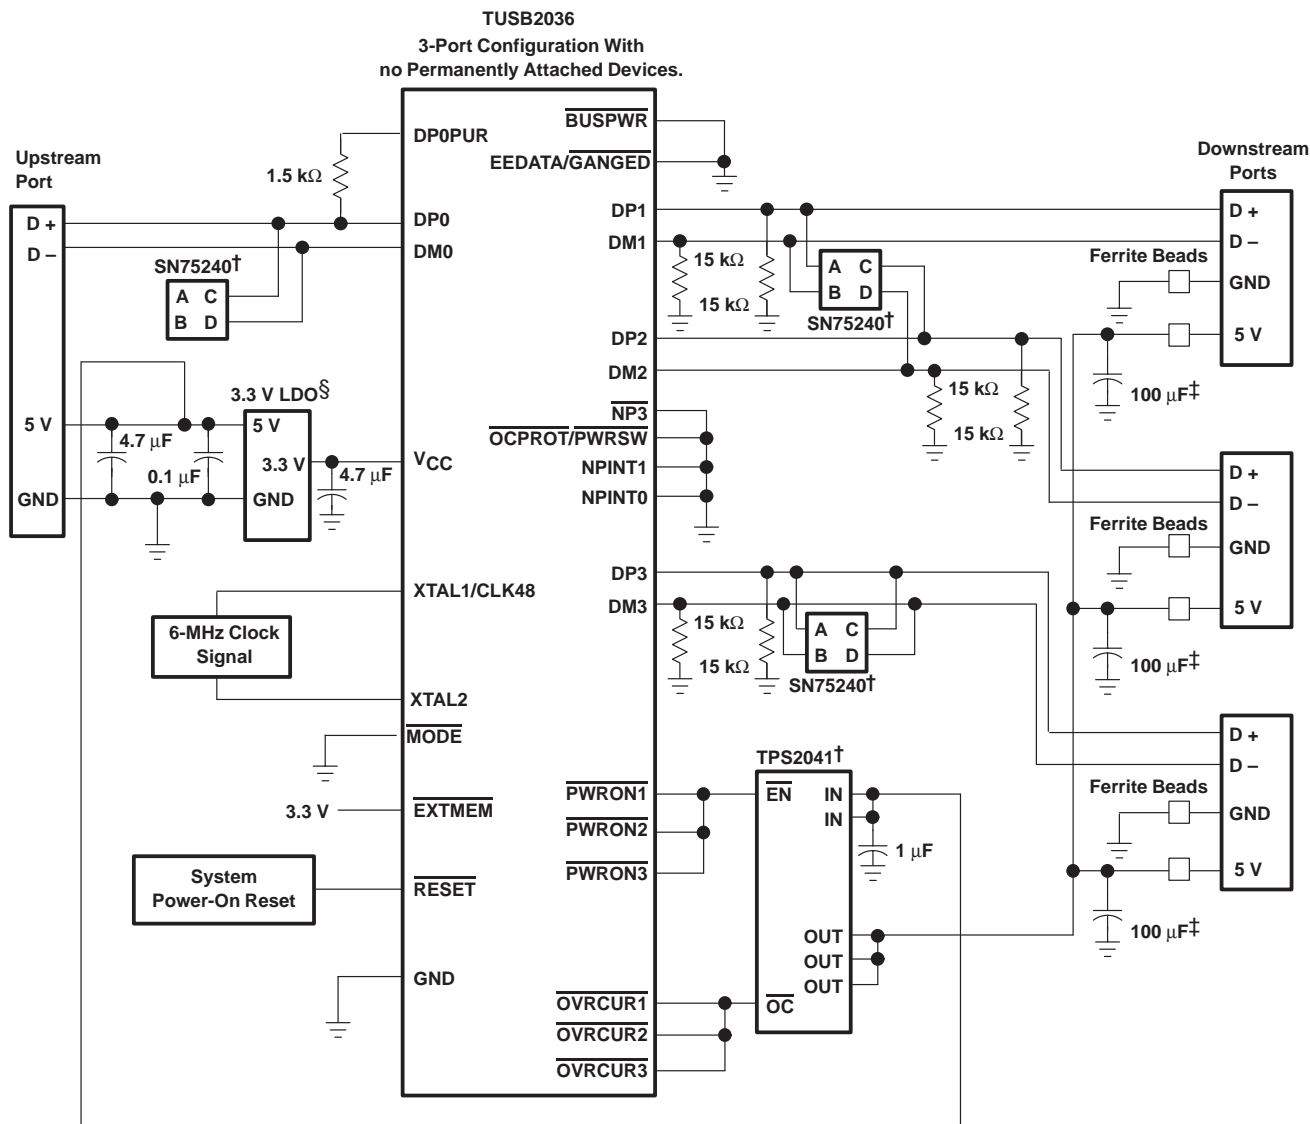 TUSB2036
3-Port Configuration With
no Permanently Attached Devices.
Upstream
Port
D +
D –
5 V
GND
1.5 kΩ
SN75240†
A C
B D
3.3 V LDO§
5 V
3.3 V
GND
4.7 µF
0.1 µF
4.7 µF
6-MHz Clock
Signal
3.3 V
System
Power-On Reset
DP0PUR
DP0
DM0
VCC
XTAL1/CLK48
XTAL2
MODE
EXTMEM
RESET
GND
BUSPWR
EEDATA/GANGED
DP1
DM1
DP2
DM2
NP3
OCPROT/PWRSW
NPINT1
NPINT0
DP3
DM3
PWRON1
PWRON2
PWRON3
OVRCUR1
OVRCUR2
OVRCUR3
15 kΩ
15 kΩ
A C
B D
SN75240†
15 kΩ
15 kΩ
15 kΩ
15 kΩ
A C
B D
SN75240†
TPS2041†
EN
IN
IN
OUT
OUT
OUT
OC
1 µF
Downstream
Ports
D +
D –
Ferrite Beads
GND
5 V
100 µF‡
D +
D –
Ferrite Beads
GND
5 V
100 µF‡
D +
D –
Ferrite Beads
GND
5 V
100 µF‡